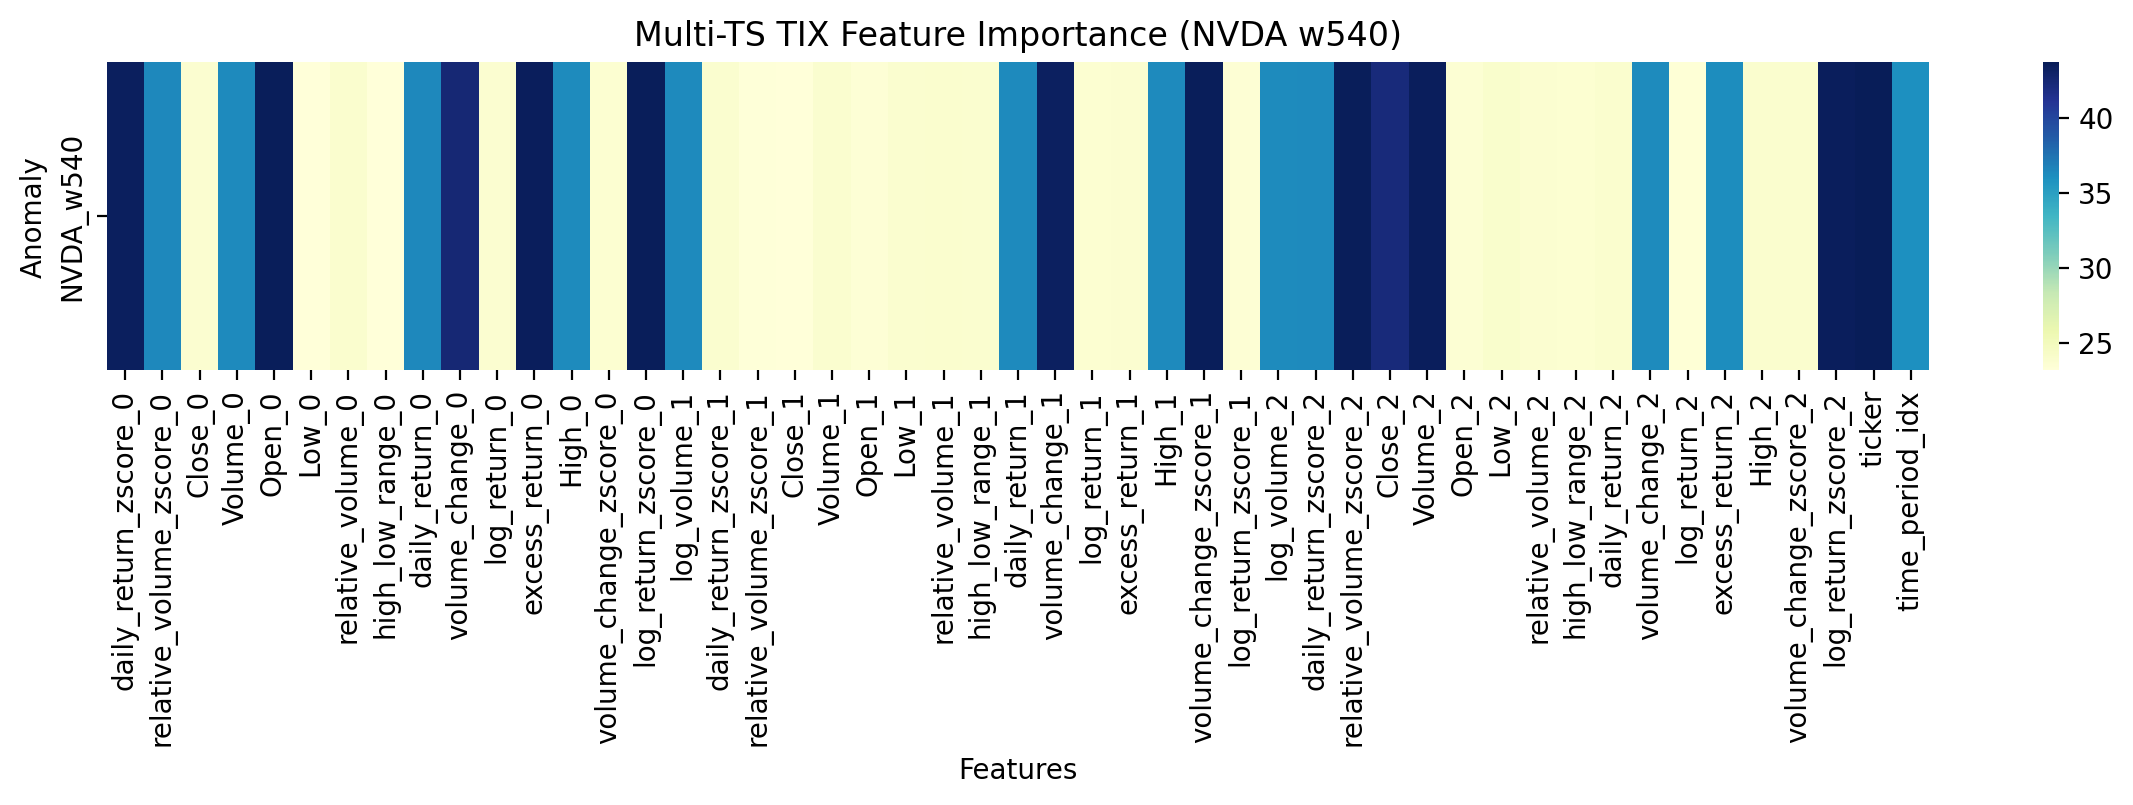 Multi-TS TIX Feature Importance (NVDA w540)
Anomaly
NVDA_w540
40
35
30
25
daily_return_zscore_0
relative_volume_zscore_0
Close_0
Volume_0
Open_0
Low_0
relative_volume_0
high_low_range_0
daily_return_0
volume_change_0
log_return_0
excess_return_0
High_0
volume_change_zscore_0
log_return_zscore_0
log_volume_1
daily_return_zscore_1
relative_volume_zscore_1
Close_1
Volume_1
Open_1
Low_1
relative_volume_1
high_low_range_1
daily_return_1
volume_change_1
log_return_1
excess_return_1
High_1
volume_change_zscore_1
log_return_zscore_1
log_volume_2
daily_return_zscore_2
relative_volume_zscore_2
Close_2
Volume_2
Open_2
Low_2
relative_volume_2
high_low_range_2
daily_return_2
volume_change_2
log_return_2
excess_return_2
High_2
volume_change_zscore_2
log_return_zscore_2
ticker
time_period_idx
Features